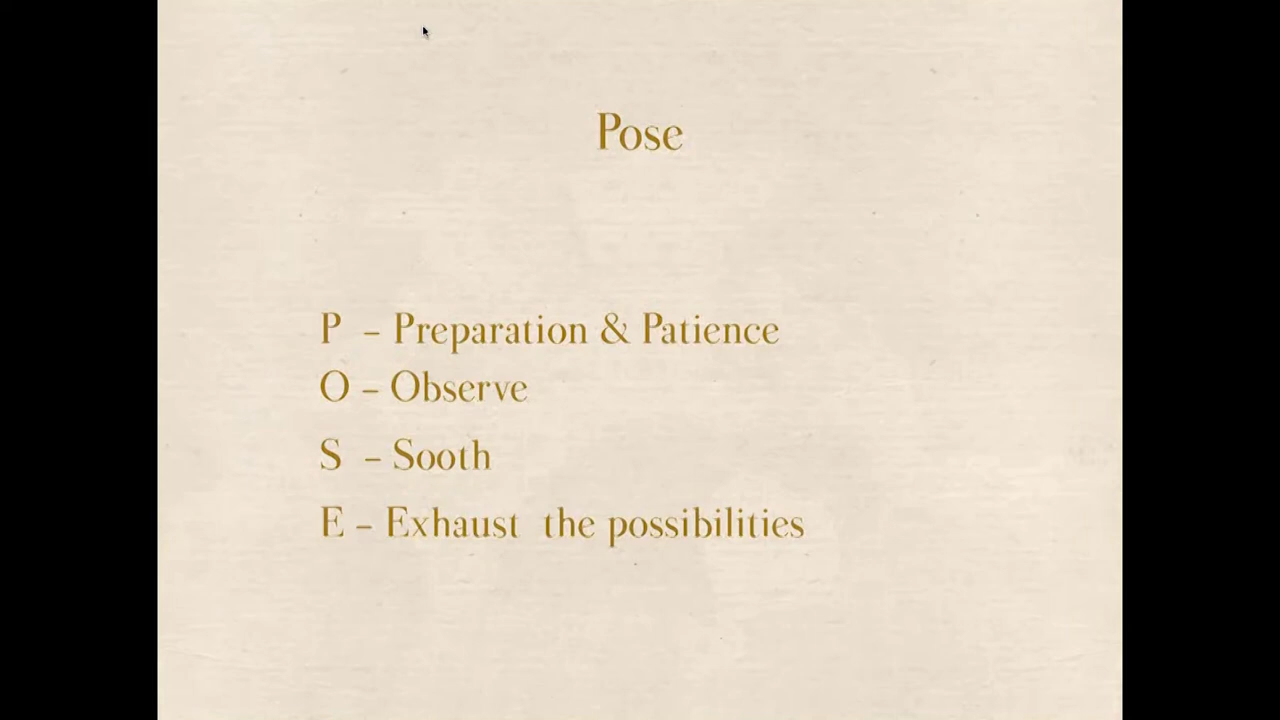 Pose
P – Preparation & Patience
O – Observe
S – Sooth
E – Exhaust the possibilities